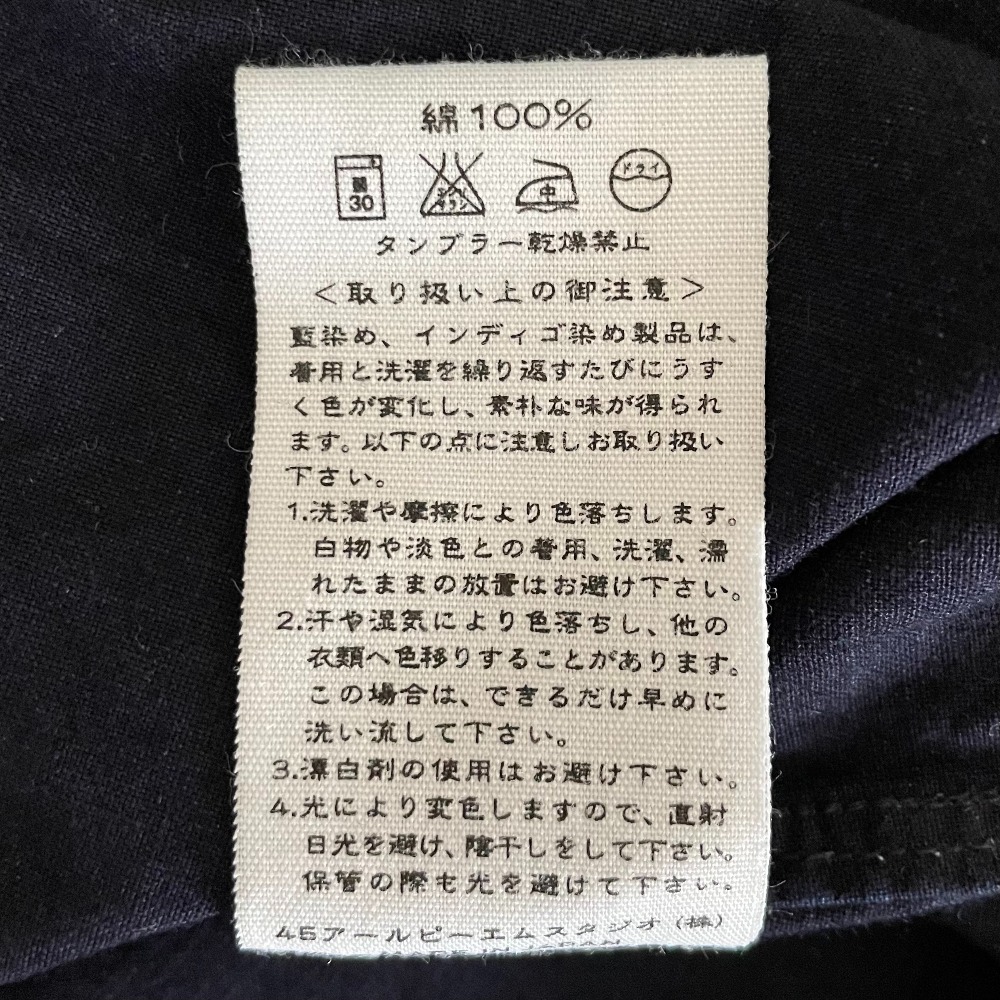 綿100%
30
エンソ
サラシ
中
ドライ
タンブラー乾燥禁止
<取り扱い上の御注意>
藍染め、インディゴ染め製品は、
着用と洗濯を繰り返すたびにうす
く色が変化し、素朴な味が得られ
ます。以下の点に注意しお取り扱い
下さい。
1.洗濯や摩擦により色落ちします。
白物や淡色との着用、洗濯、濡
れたままの放置はお避け下さい。
2.汗や湿気により色落ちし、他の
衣類へ色移りすることがあります。
この場合は、できるだけ早めに
洗い流して下さい。
3.漂白剤の使用はお避け下さい。
4.光により変色しますので、直射
日光を避け、陰干しをして下さい。
保管の際も光を避けて下さい。
45アールピーエムスタジオ(株)